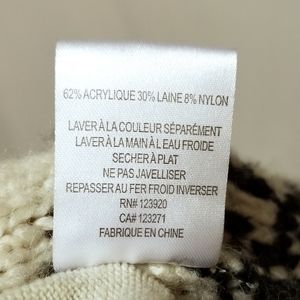 62% ACRYLIQUE 30% LAINE 8% NYLON
LAVER À LA COULEUR SÉPARÉMENT
LAVER À LA MAIN À L EAU FROIDE
SECHER À PLAT
NE PAS JAVELLISER
REPASSER AU FER FROID INVERSER
RN# 123920
CA# 123271
FABRIQUE EN CHINE